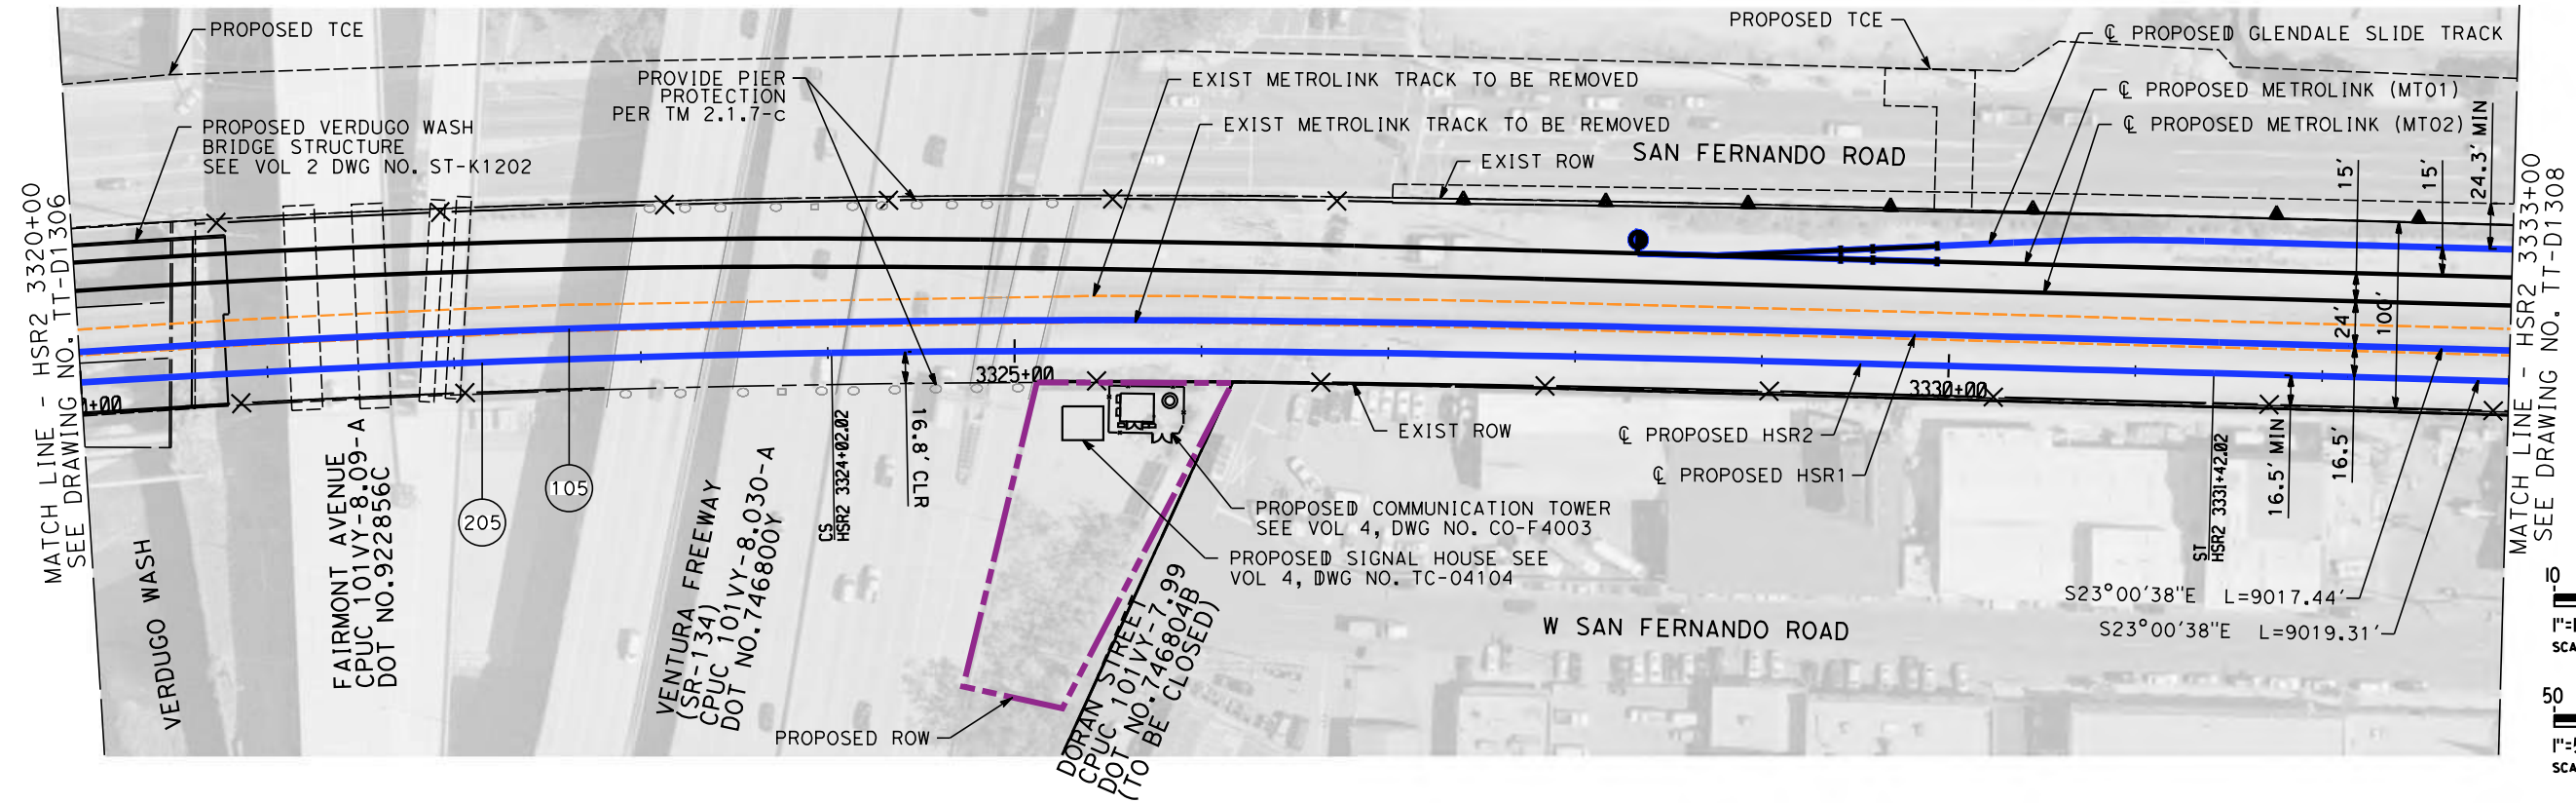 PROPOSED TCE
PROPOSED TCE
℄ PROPOSED GLENDALE SLIDE TRACK
PROVIDE PIER
PROTECTION
PER TM 2.1.7-c
EXIST METROLINK TRACK TO BE REMOVED
℄ PROPOSED METROLINK (MT01)
PROPOSED VERDUGO WASH
BRIDGE STRUCTURE
SEE VOL 2 DWG NO. ST-K1202
EXIST METROLINK TRACK TO BE REMOVED
℄ PROPOSED METROLINK (MT02)
EXIST ROW
SAN FERNANDO ROAD
15'
15'
24.3' MIN
MATCH LINE - HSR2 3320+00
SEE DRAWING NO. TT-D1306
MATCH LINE - HSR2 3333+00
SEE DRAWING NO. TT-D1308
24'
100'
3325+00
3330+00
0+00
205
105
CS
HSR2 3324+02.02
16.8' CLR
EXIST ROW
℄ PROPOSED HSR2
℄ PROPOSED HSR1
ST
HSR2 3331+42.02
16.5' MIN
16.5'
VERDUGO WASH
FAIRMONT AVENUE
CPUC 101VY-8.09-A
DOT NO.922856C
VENTURA FREEWAY
(SR-134)
CPUC 101VY-8.030-A
DOT NO.746800Y
PROPOSED COMMUNICATION TOWER
SEE VOL 4, DWG NO. CO-F4003
PROPOSED SIGNAL HOUSE SEE
VOL 4, DWG NO. TC-04104
DORAN STREET
CPUC 101VY-7.99
DOT NO.746804B
(TO BE CLOSED)
PROPOSED ROW
W SAN FERNANDO ROAD
S23°00'38"E L=9017.44'
S23°00'38"E L=9019.31'
10
1"=
SCA
50
1"=
SCA